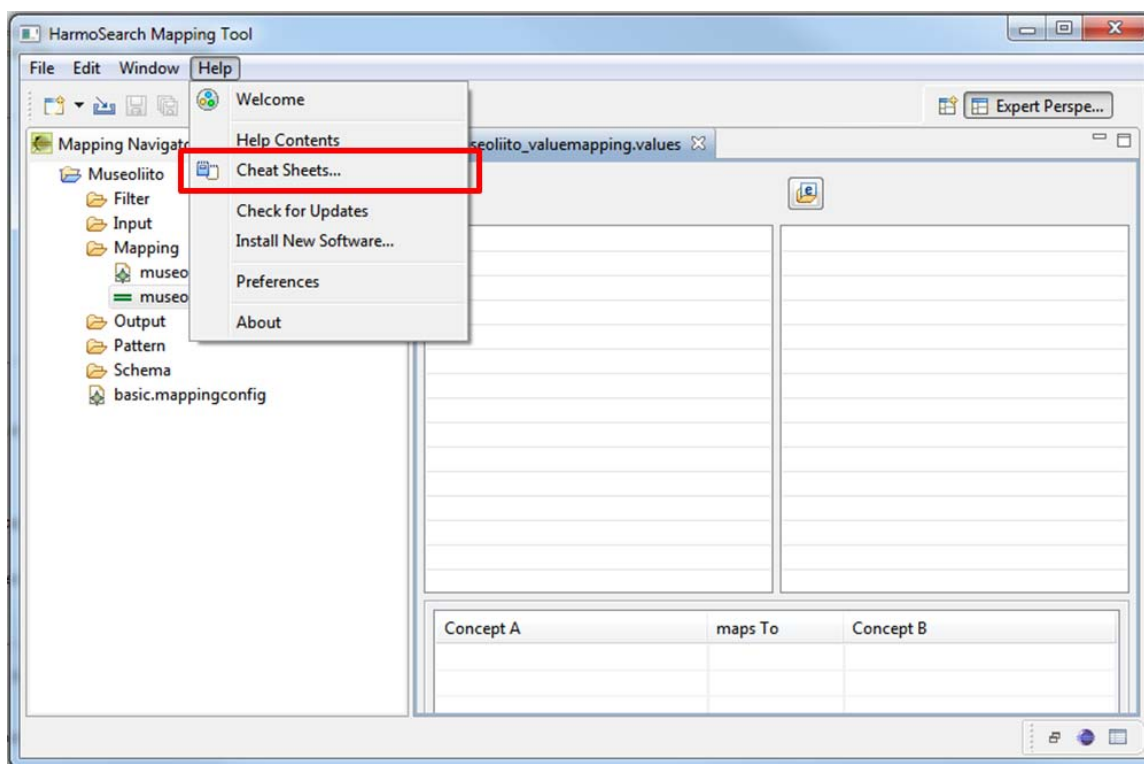 HarmoSearch Mapping Tool
File Edit Window Help
Expert Perspe...
Welcome
Help Contents
Cheat Sheets...
Check for Updates
Install New Software...
Preferences
About
Mapping Navigato
Museoliito
Filter
Input
Mapping
museo
museo
Output
Pattern
Schema
basic.mappingconfig
seoliito_valuemapping.values
Concept A maps To Concept B